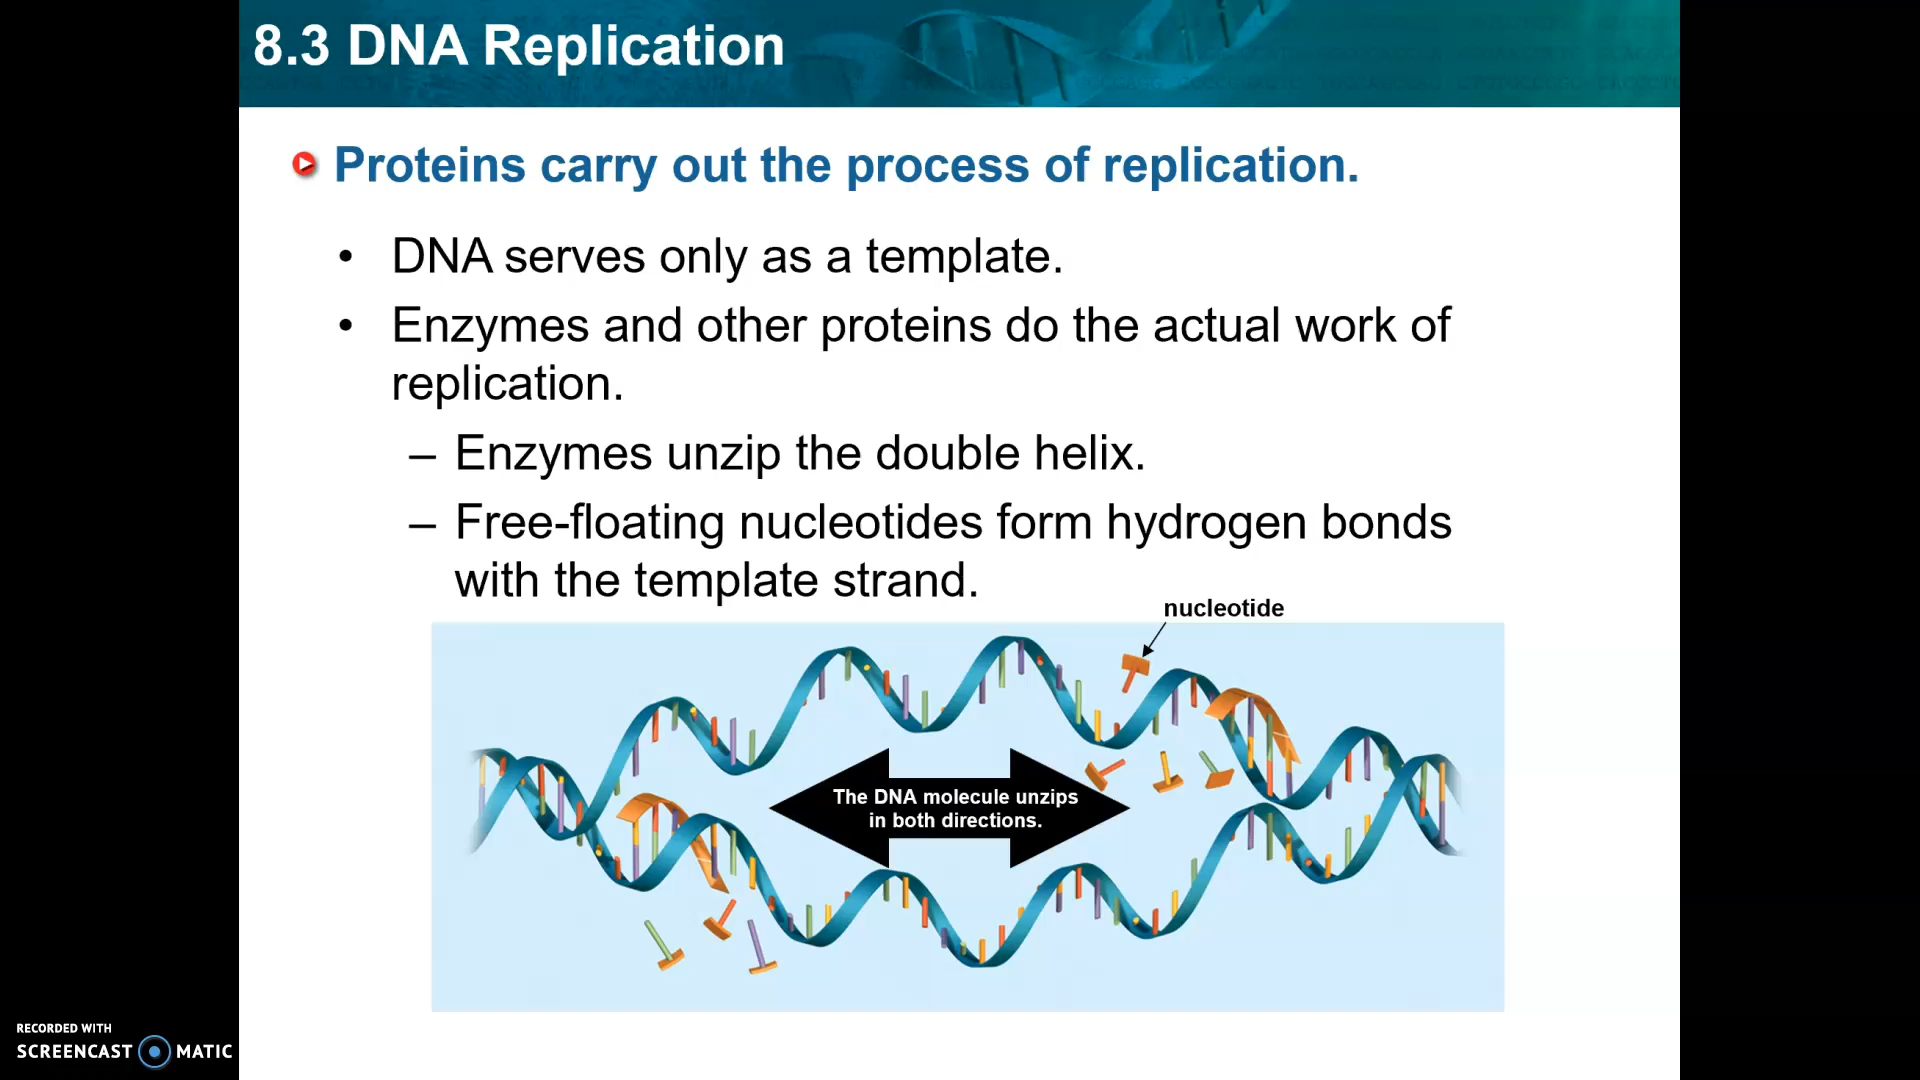 8.3 DNA Replication
Proteins carry out the process of replication.
• DNA serves only as a template.
• Enzymes and other proteins do the actual work of
replication.
– Enzymes unzip the double helix.
– Free-floating nucleotides form hydrogen bonds
with the template strand.
nucleotide
The DNA molecule unzips
in both directions.
RECORDED WITH
SCREENCAST MATIC